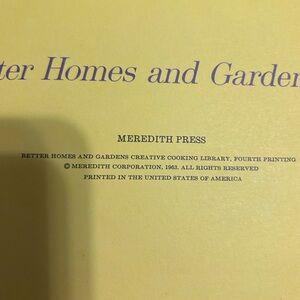 ter Homes and Garden
MEREDITH PRESS
BETTER HOMES AND GARDENS CREATIVE COOKING LIBRARY, FOURTH PRINTING
© MEREDITH CORPORATION, 1963. ALL RIGHTS RESERVED
PRINTED IN THE UNITED STATES OF AMERICA